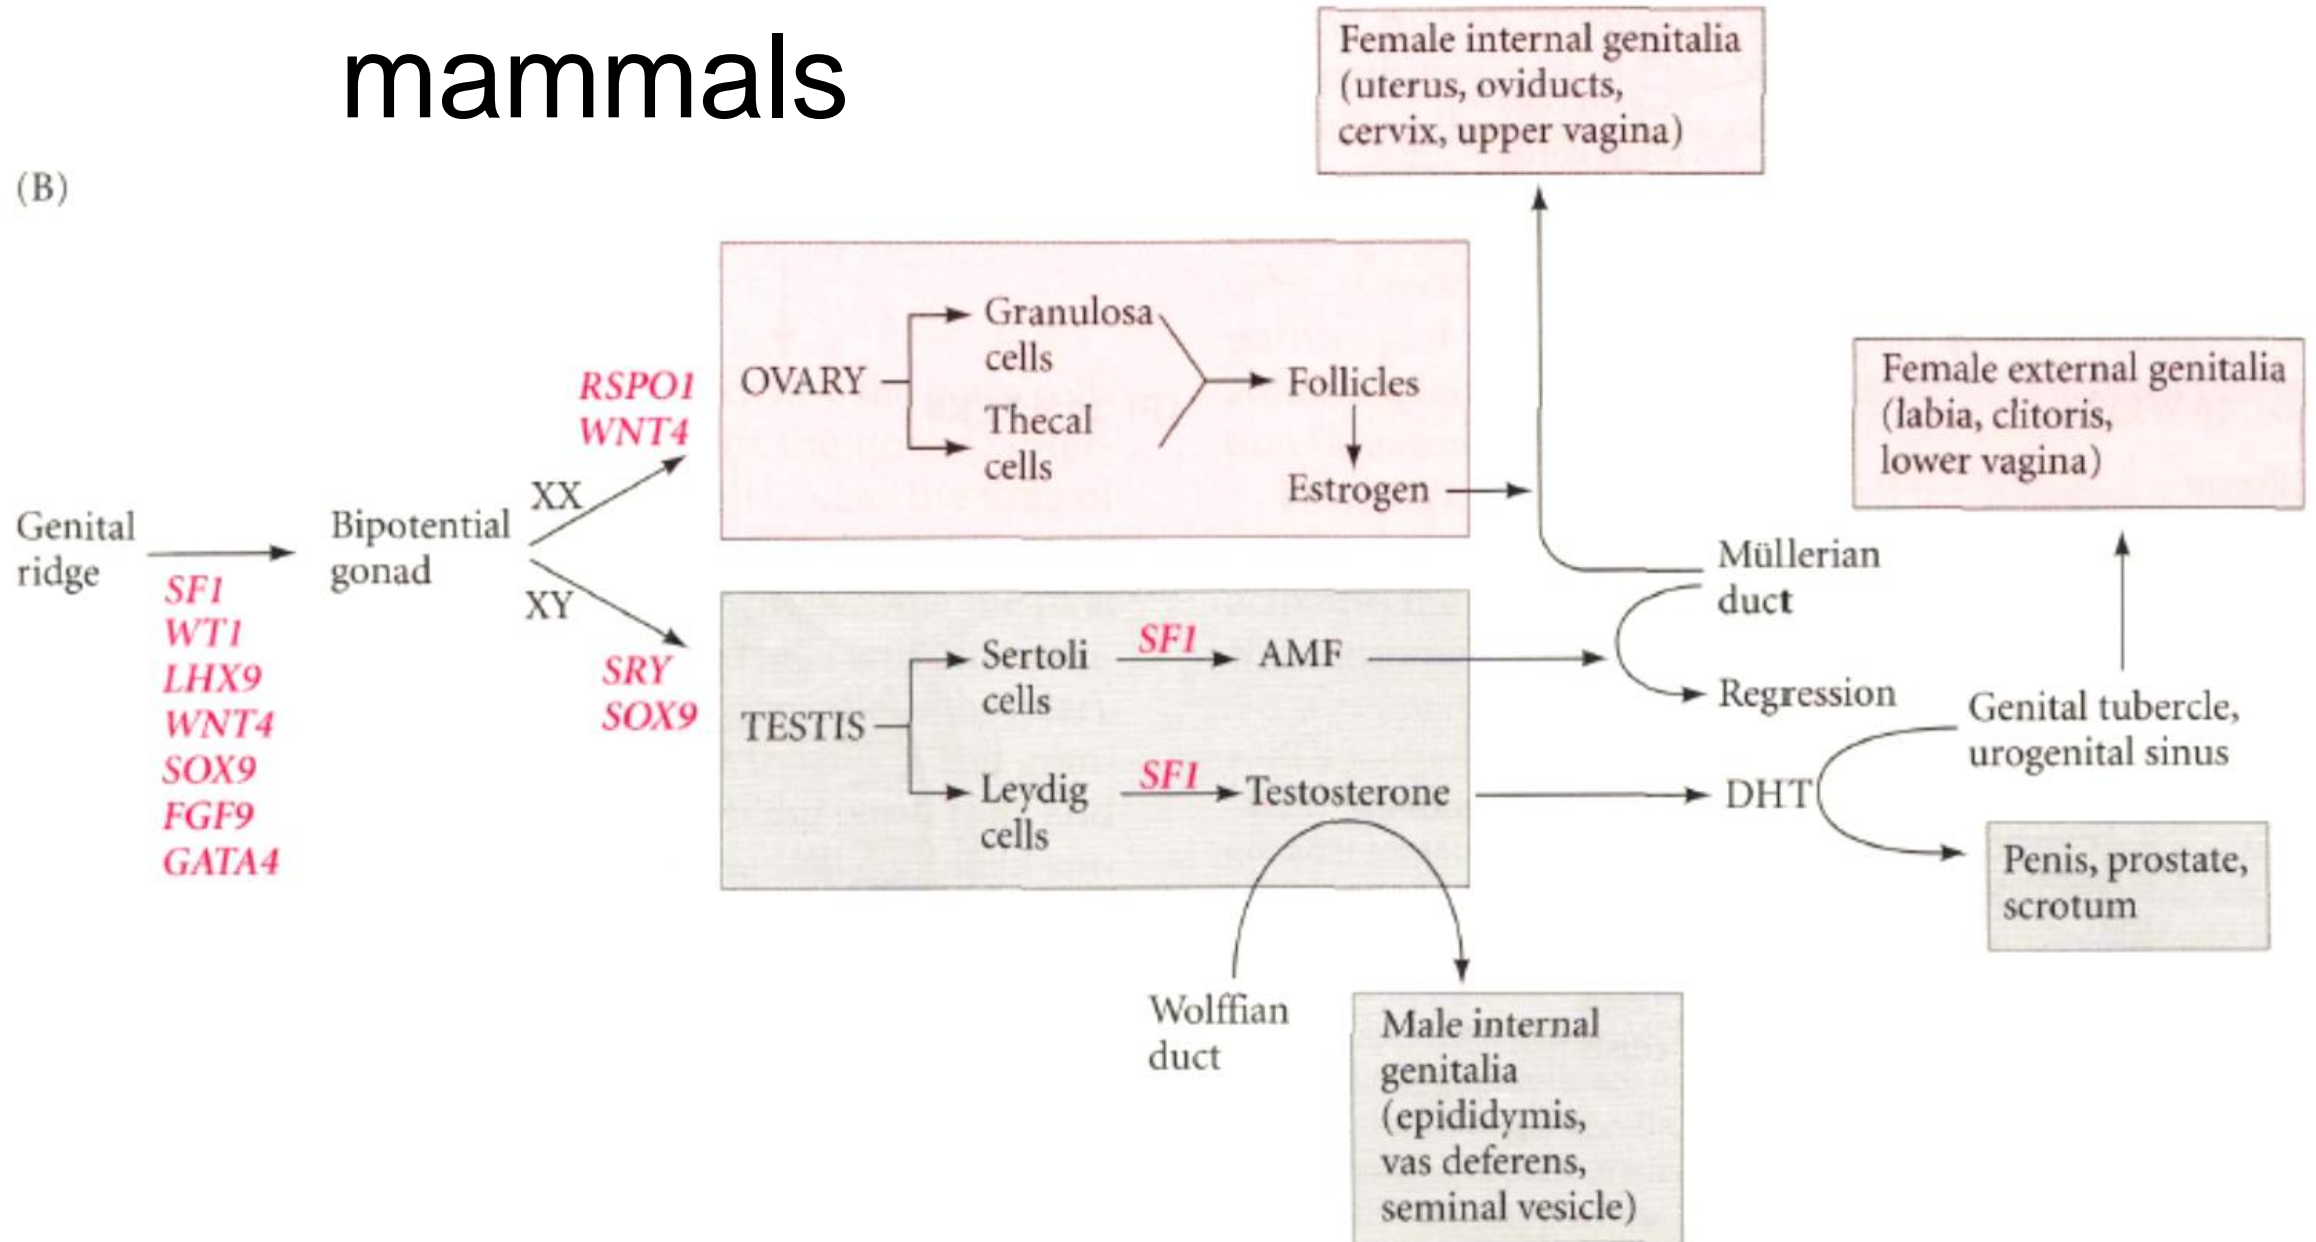 mammals
(B)
Female internal genitalia
(uterus, oviducts,
cervix, upper vagina)
Genital
ridge
SF1
WT1
LHX9
WNT4
SOX9
FGF9
GATA4
Bipotential
gonad
XX
XY
RSPO1
WNT4
SRY
SOX9
OVARY
Granulosa
cells
Thecal
cells
Follicles
Estrogen
TESTIS
Sertoli
cells
SF1
AMF
Leydig
cells
SF1
Testosterone
Müllerian
duct
Regression
DHT
Female external genitalia
(labia, clitoris,
lower vagina)
Genital tubercle,
urogenital sinus
Penis, prostate,
scrotum
Wolffian
duct
Male internal
genitalia
(epididymis,
vas deferens,
seminal vesicle)